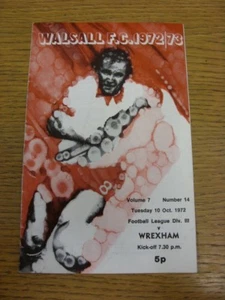 WALSALL F.C. 1972/73
Volume 7 Number 14
Tuesday 10 Oct. 1972
Football League Div. III
v
WREXHAM
Kick-off 7.30 p.m.
5p